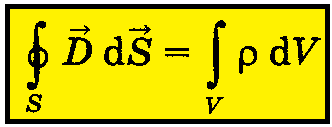 ∮_S D⃗ dS⃗ = ∫_V ρ dV